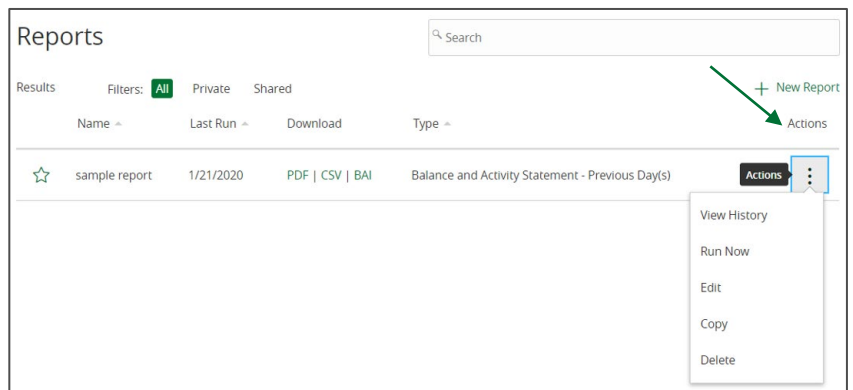 Reports
Search
Results Filters: All Private Shared
+ New Report
Name Last Run Download Type Actions
sample report 1/21/2020 PDF | CSV | BAI Balance and Activity Statement - Previous Day(s) Actions
View History
Run Now
Edit
Copy
Delete